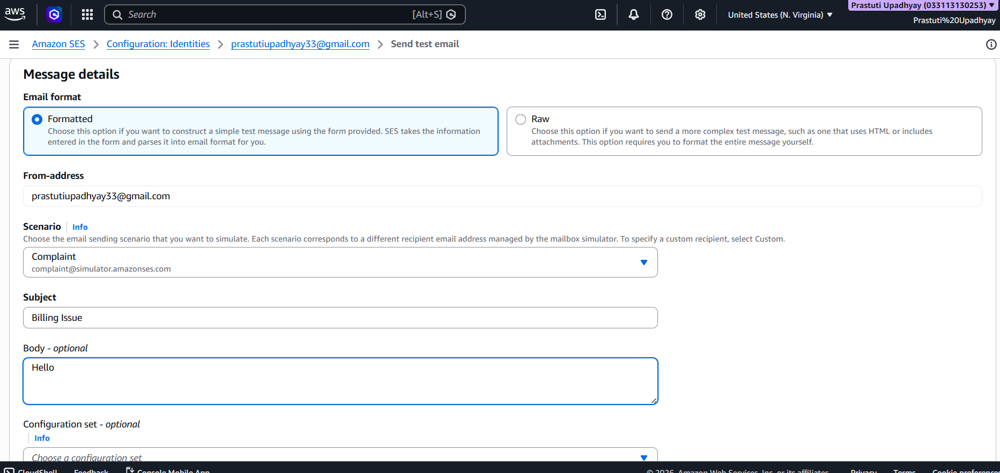 aws
Search [Alt+S]
United States (N. Virginia)
Prastuti Upadhyay (033113130253)
Prastuti%20Upadhyay
Amazon SES
Configuration: Identities
prastutiupadhyay33@gmail.com
Send test email
Message details
Email format
Formatted
Choose this option if you want to construct a simple test message using the form provided. SES takes the information
entered in the form and parses it into email format for you.
Raw
Choose this option if you want to send a more complex test message, such as one that uses HTML or includes
attachments. This option requires you to format the entire message yourself.
From-address
prastutiupadhyay33@gmail.com
Scenario Info
Choose the email sending scenario that you want to simulate. Each scenario corresponds to a different recipient email address managed by the mailbox simulator. To specify a custom recipient, select Custom.
Complaint
complaint@simulator.amazonses.com
Subject
Billing Issue
Body - optional
Hello
Configuration set - optional
Info
Choose a configuration set
CloudShell Feedback Console Mobile App © 2026, Amazon Web Services, Inc. or its affiliates. Privacy Terms Cookie preferences